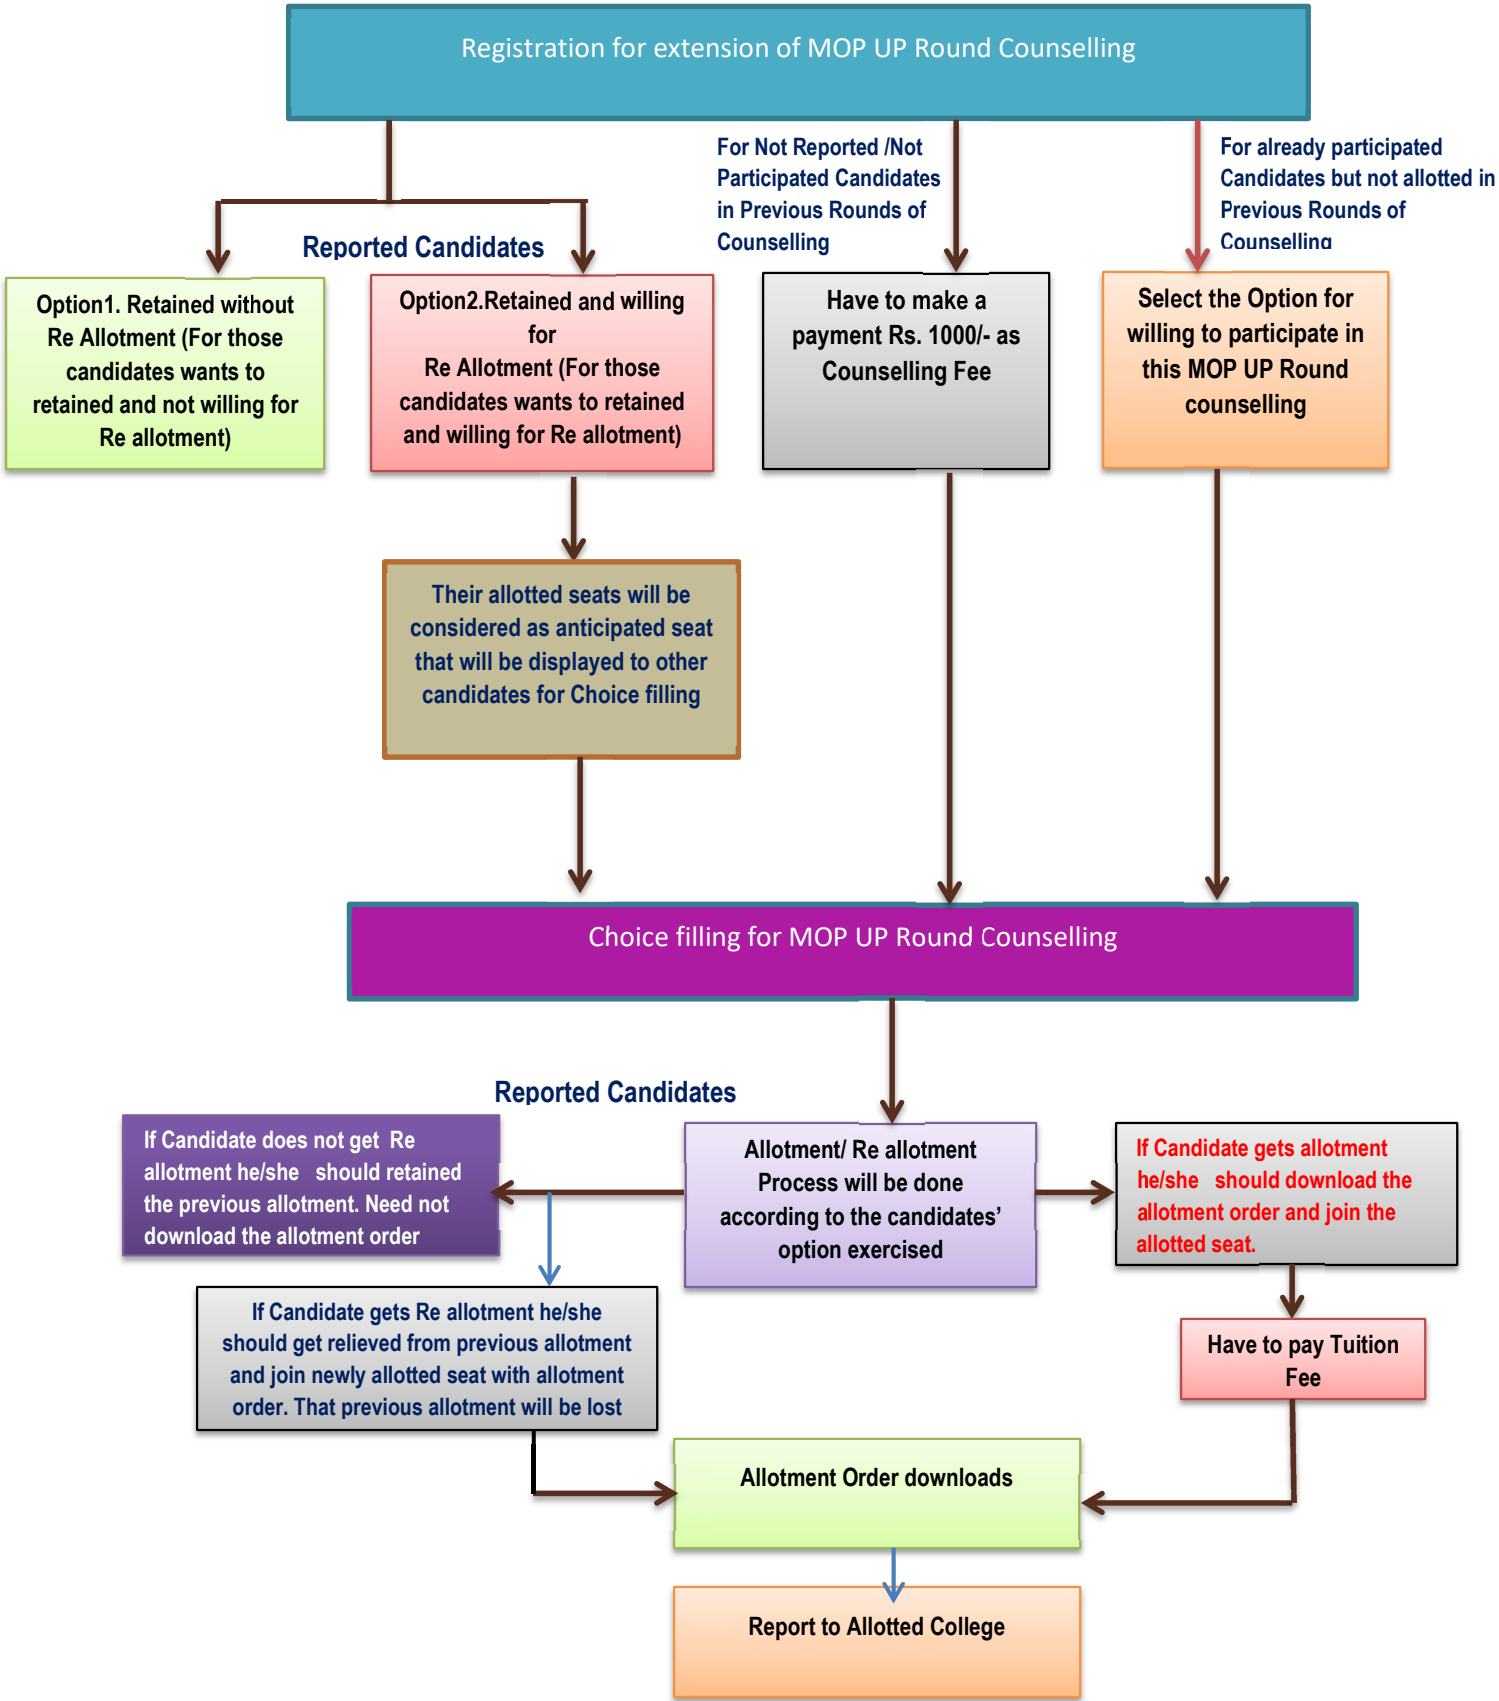 Registration for extension of MOP UP Round Counselling
For Not Reported /Not
Participated Candidates
in Previous Rounds of
Counselling
For already participated
Candidates but not allotted in
Previous Rounds of
Counselling
Reported Candidates
Option1. Retained without
Re Allotment (For those
candidates wants to
retained and not willing for
Re allotment)
Option2.Retained and willing
for
Re Allotment (For those
candidates wants to retained
and willing for Re allotment)
Have to make a
payment Rs. 1000/- as
Counselling Fee
Select the Option for
willing to participate in
this MOP UP Round
counselling
Their allotted seats will be
considered as anticipated seat
that will be displayed to other
candidates for Choice filling
Choice filling for MOP UP Round Counselling
Reported Candidates
If Candidate does not get Re
allotment he/she should retained
the previous allotment. Need not
download the allotment order
Allotment/ Re allotment
Process will be done
according to the candidates’
option exercised
If Candidate gets allotment
he/she should download the
allotment order and join the
allotted seat.
If Candidate gets Re allotment he/she
should get relieved from previous allotment
and join newly allotted seat with allotment
order. That previous allotment will be lost
Have to pay Tuition
Fee
Allotment Order downloads
Report to Allotted College